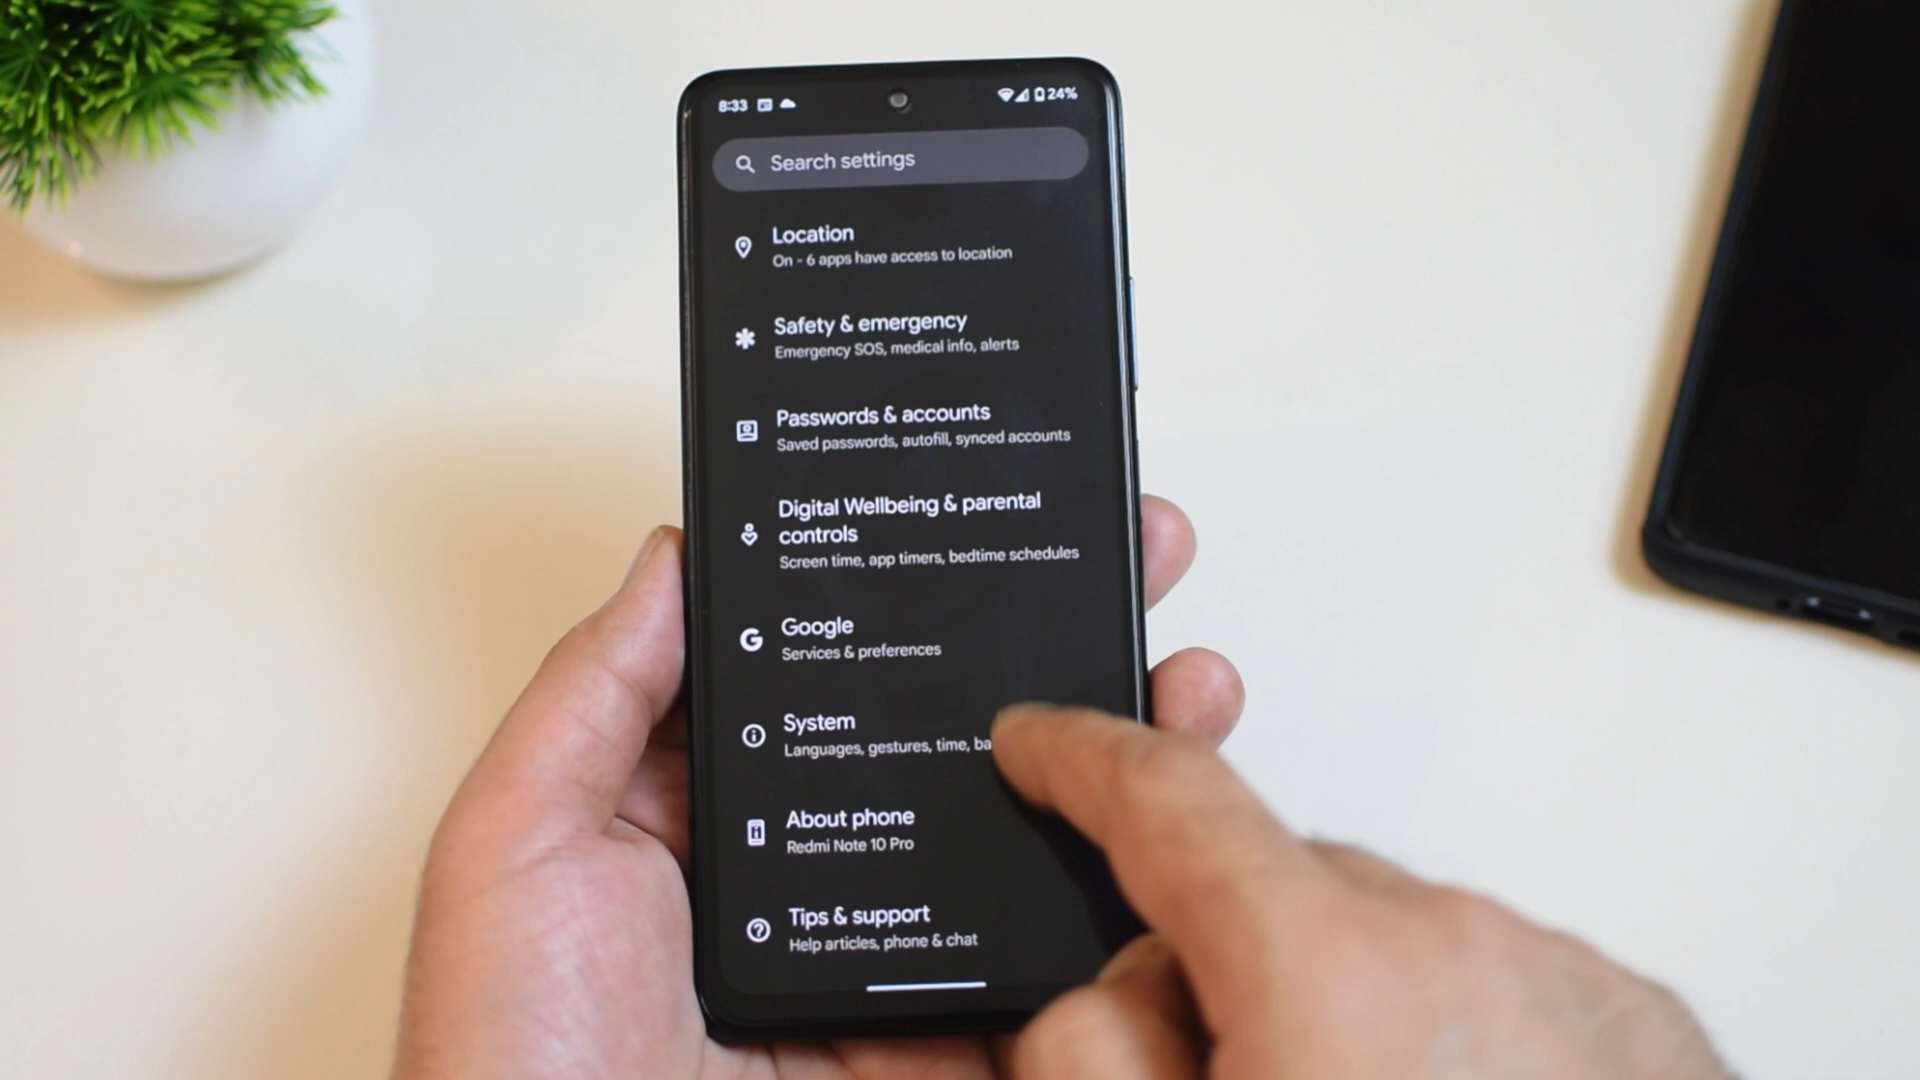 8:33 24%
Search settings
Location
On - 6 apps have access to location
Safety & emergency
Emergency SOS, medical info, alerts
Passwords & accounts
Saved passwords, autofill, synced accounts
Digital Wellbeing & parental
controls
Screen time, app timers, bedtime schedules
Google
Services & preferences
System
Languages, gestures, time, ba
About phone
Redmi Note 10 Pro
Tips & support
Help articles, phone & chat